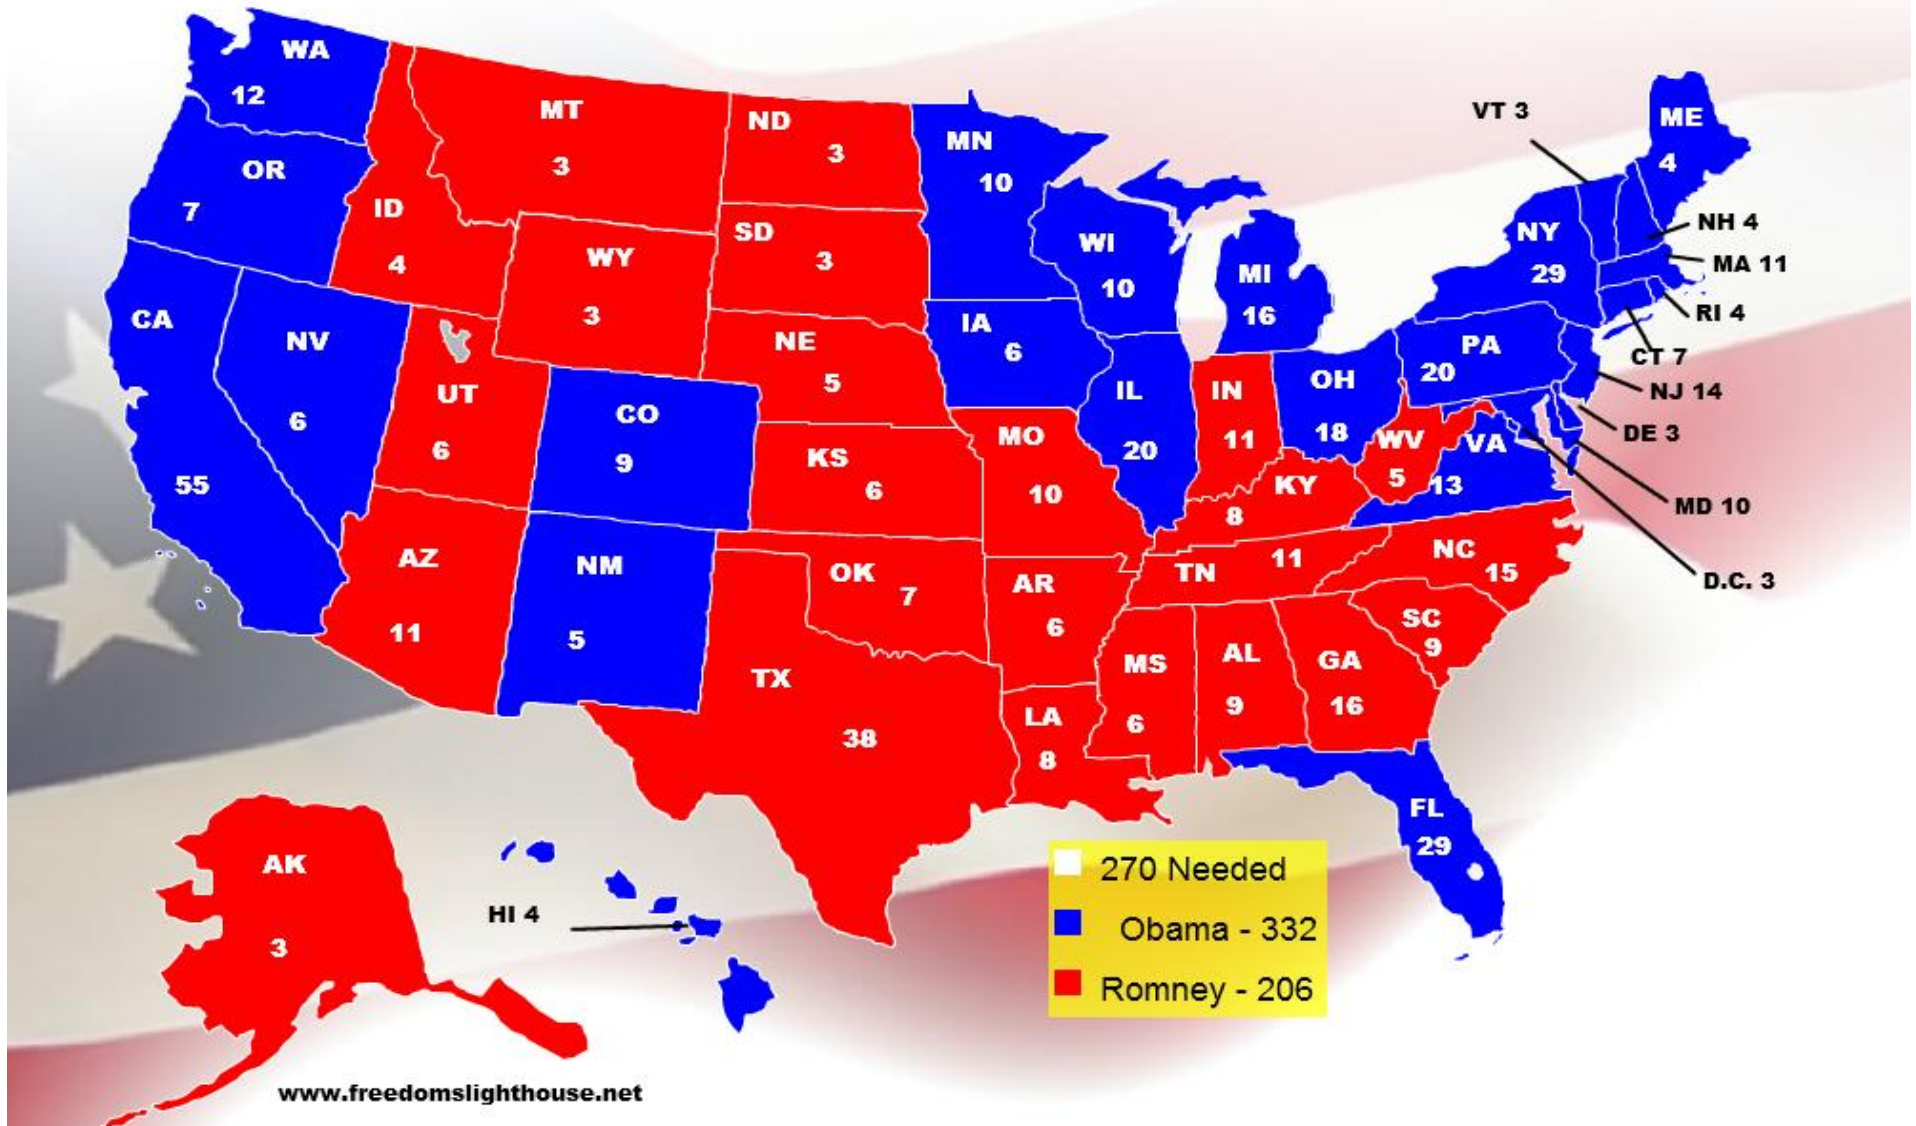 WA
12
OR
7
CA
55
NV
6
ID
4
MT
3
WY
3
UT
6
AZ
11
CO
9
NM
5
ND
3
SD
3
NE
5
KS
6
OK
7
TX
38
MN
10
IA
6
MO
10
AR
6
LA
8
WI
10
IL
20
MI
16
IN
11
OH
18
KY
8
TN
11
MS
6
AL
9
GA
16
FL
29
SC
9
NC
15
VA
13
WV
5
PA
20
NY
29
VT 3
ME
4
NH 4
MA 11
RI 4
CT 7
NJ 14
DE 3
MD 10
D.C. 3
AK
3
HI 4
270 Needed
Obama - 332
Romney - 206
www.freedomslighthouse.net